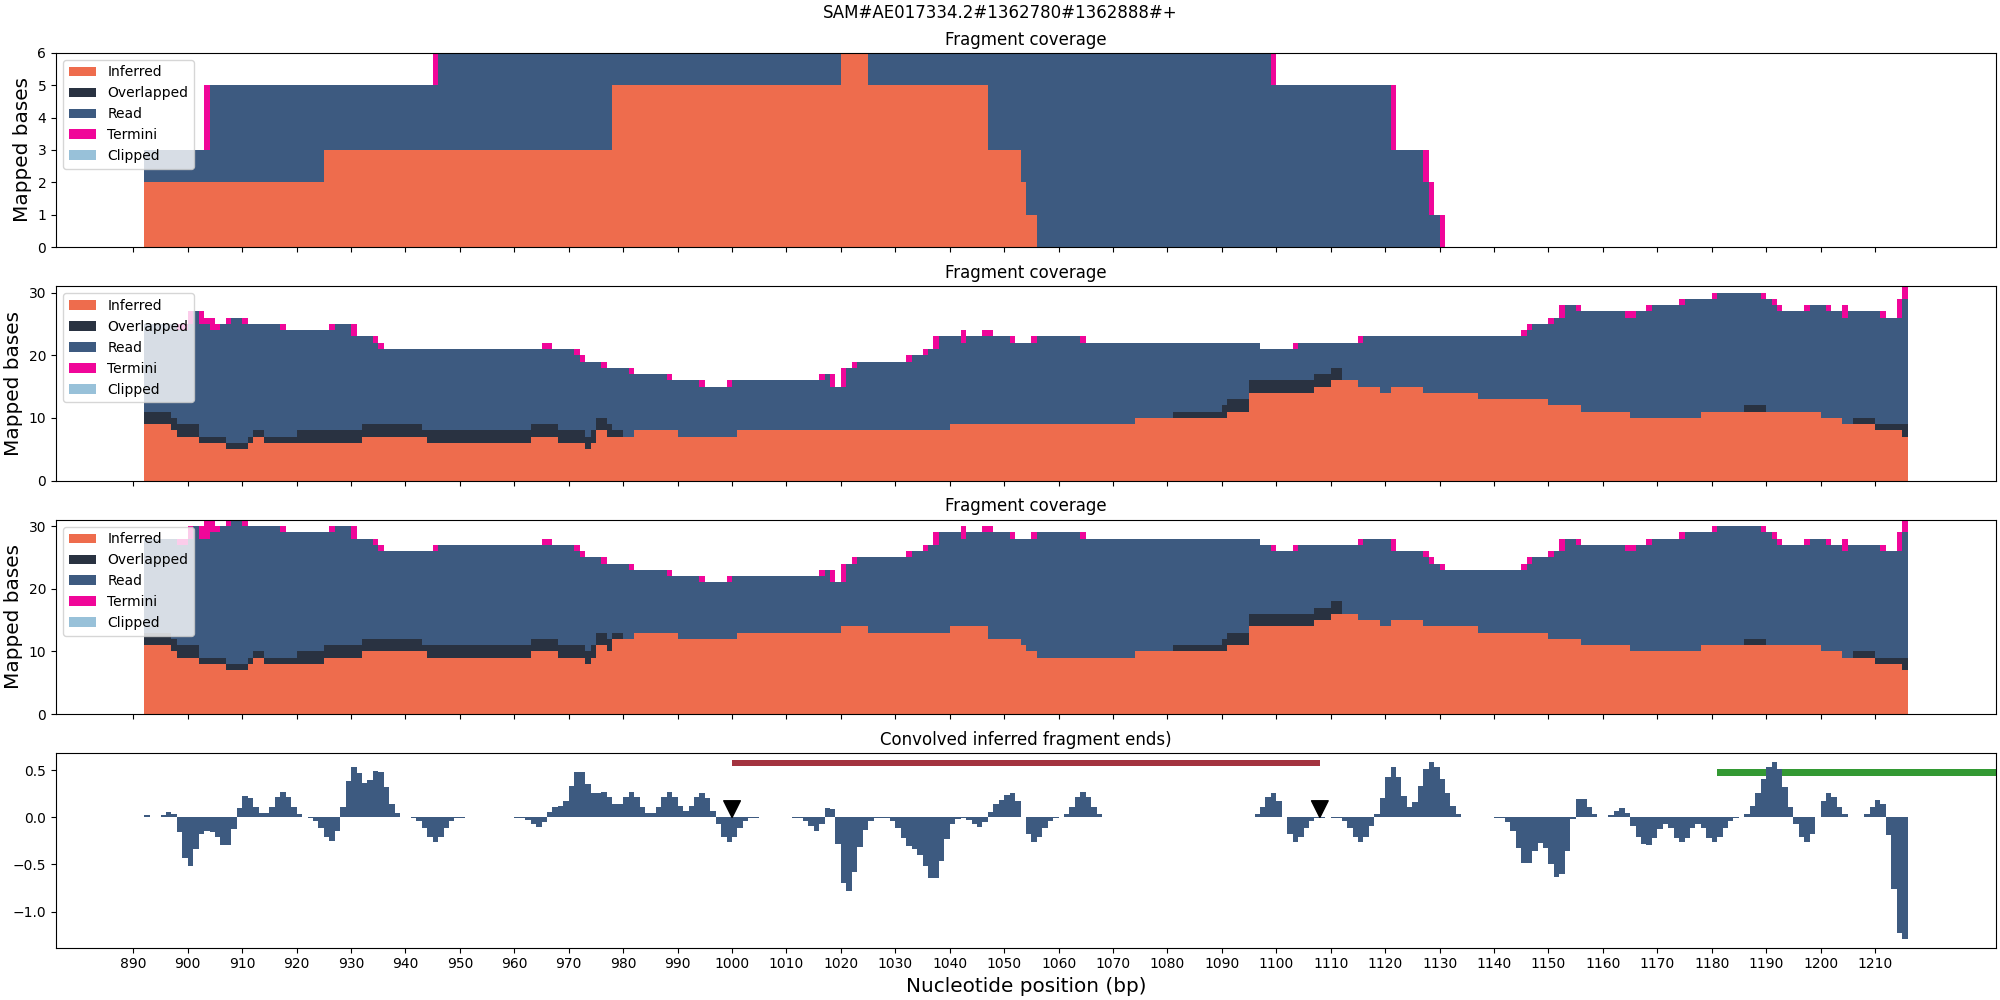 SAM#AE017334.2#1362780#1362888#+
Fragment coverage
Mapped bases
6
5
4
3
2
1
0
Inferred
Overlapped
Read
Termini
Clipped
Fragment coverage
Mapped bases
30
20
10
0
Inferred
Overlapped
Read
Termini
Clipped
Fragment coverage
Mapped bases
30
20
10
0
Inferred
Overlapped
Read
Termini
Clipped
Convolved inferred fragment ends)
0.5
0.0
−0.5
−1.0
890 900 910 920 930 940 950 960 970 980 990 1000 1010 1020 1030 1040 1050 1060 1070 1080 1090 1100 1110 1120 1130 1140 1150 1160 1170 1180 1190 1200 1210
Nucleotide position (bp)